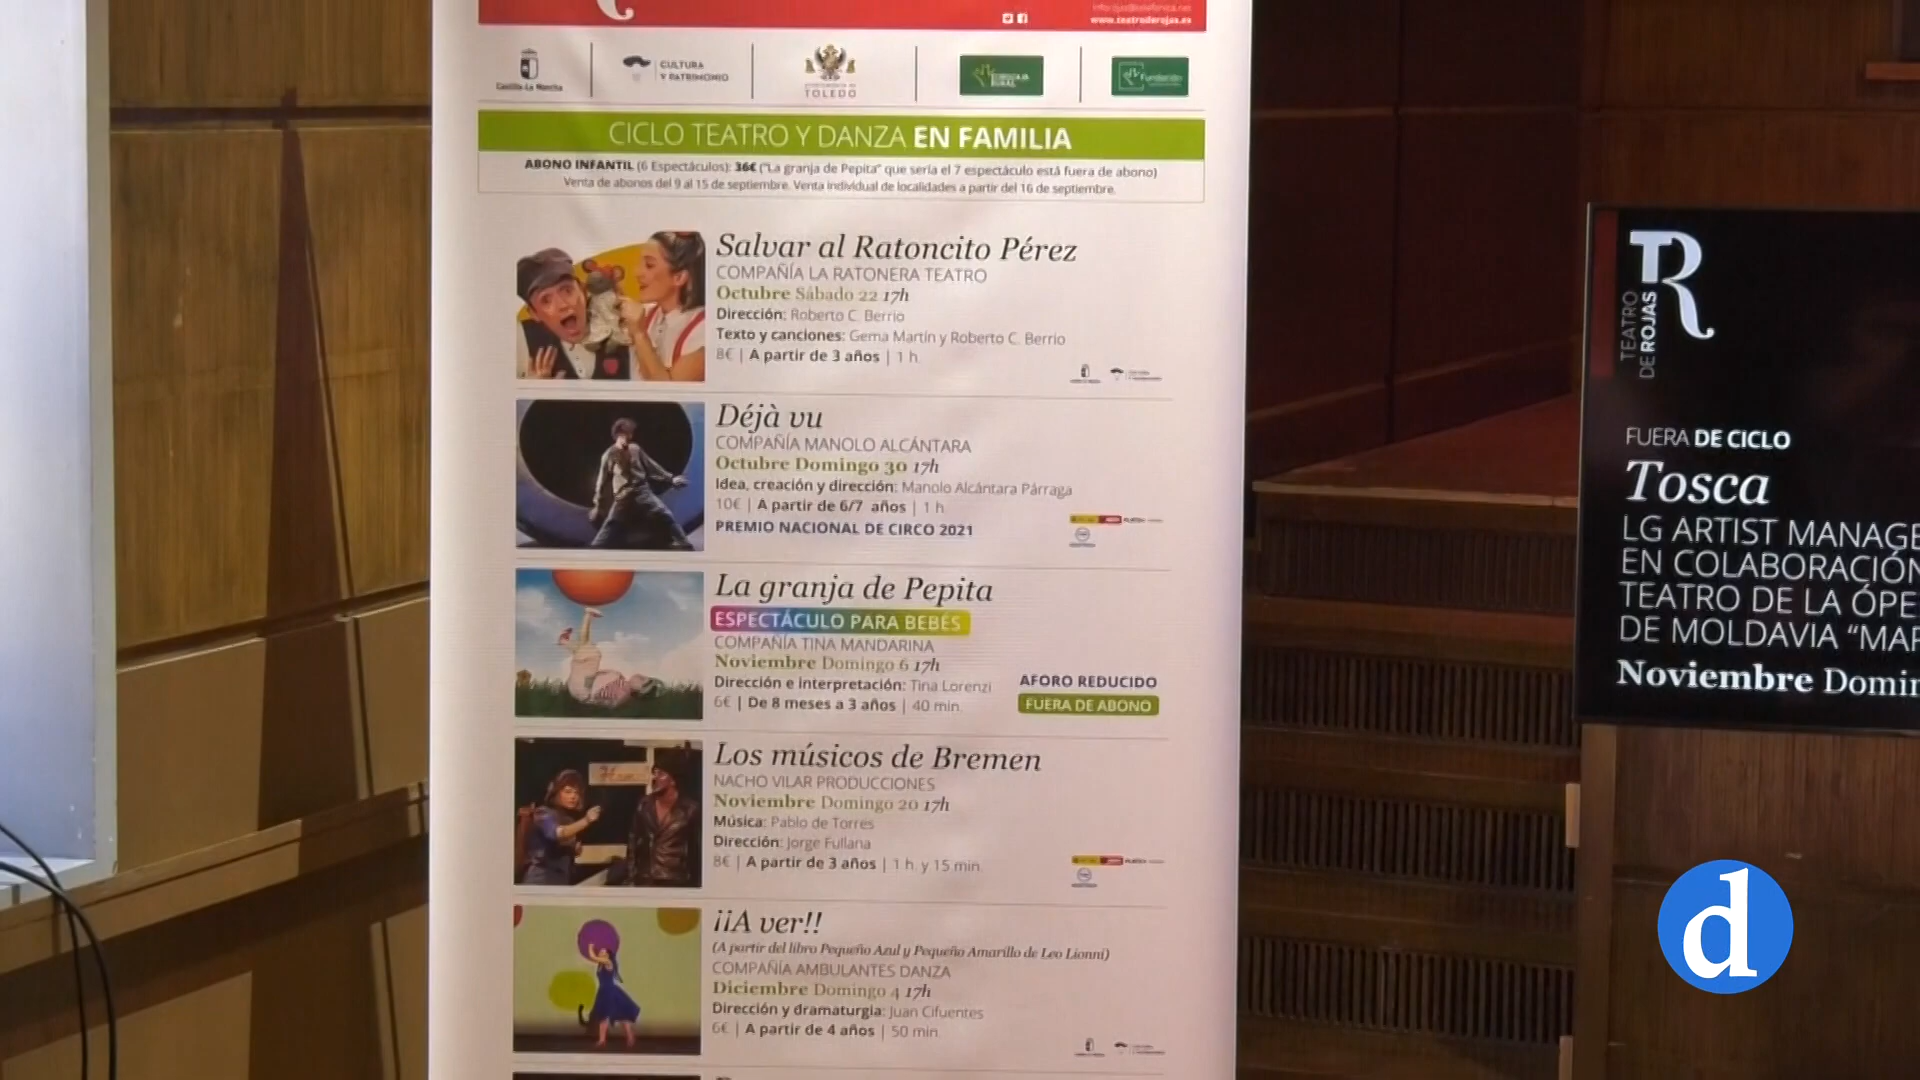 www.teatroderojas.es
Castilla-La Mancha
CULTURA
Y PATRIMONIO
TOLEDO
RURAL
Fundación
CICLO TEATRO Y DANZA EN FAMILIA
ABONO INFANTIL (6 Espectáculos): 36€ ("La granja de Pepita" que sería el 7 espectáculo está fuera de abono)
Venta de abonos del 9 al 15 de septiembre. Venta individual de localidades a partir del 16 de septiembre.
Salvar al Ratoncito Pérez
COMPAÑÍA LA RATONERA TEATRO
Octubre Sábado 22 17h
Dirección: Roberto C. Berrio
Texto y canciones: Gema Martín y Roberto C. Berrio
8€ | A partir de 3 años | 1 h.
Déjà vu
COMPAÑÍA MANOLO ALCÁNTARA
Octubre Domingo 30 17h
Idea, creación y dirección: Manolo Alcántara Párraga
10€ | A partir de 6/7 años | 1 h
PREMIO NACIONAL DE CIRCO 2021
La granja de Pepita
ESPECTÁCULO PARA BEBÉS
COMPAÑÍA TINA MANDARINA
Noviembre Domingo 6 17h
Dirección e interpretación: Tina Lorenzi
6€ | De 8 meses a 3 años | 40 min.
AFORO REDUCIDO
FUERA DE ABONO
Los músicos de Bremen
NACHO VILAR PRODUCCIONES
Noviembre Domingo 20 17h
Música: Pablo de Torres
Dirección: Jorge Fullana
8€ | A partir de 3 años | 1 h. y 15 min.
¡¡A ver!!
(A partir del libro Pequeño Azul y Pequeño Amarillo de Leo Lionni)
COMPAÑÍA AMBULANTES DANZA
Diciembre Domingo 4 17h
Dirección y dramaturgia: Juan Cifuentes
6€ | A partir de 4 años | 50 min.
TR
TEATRO
DE ROJAS
FUERA DE CICLO
Tosca
LG ARTIST MANAGE
EN COLABORACIÓN
TEATRO DE LA ÓPE
DE MOLDAVIA "MAR
Noviembre Domin
d